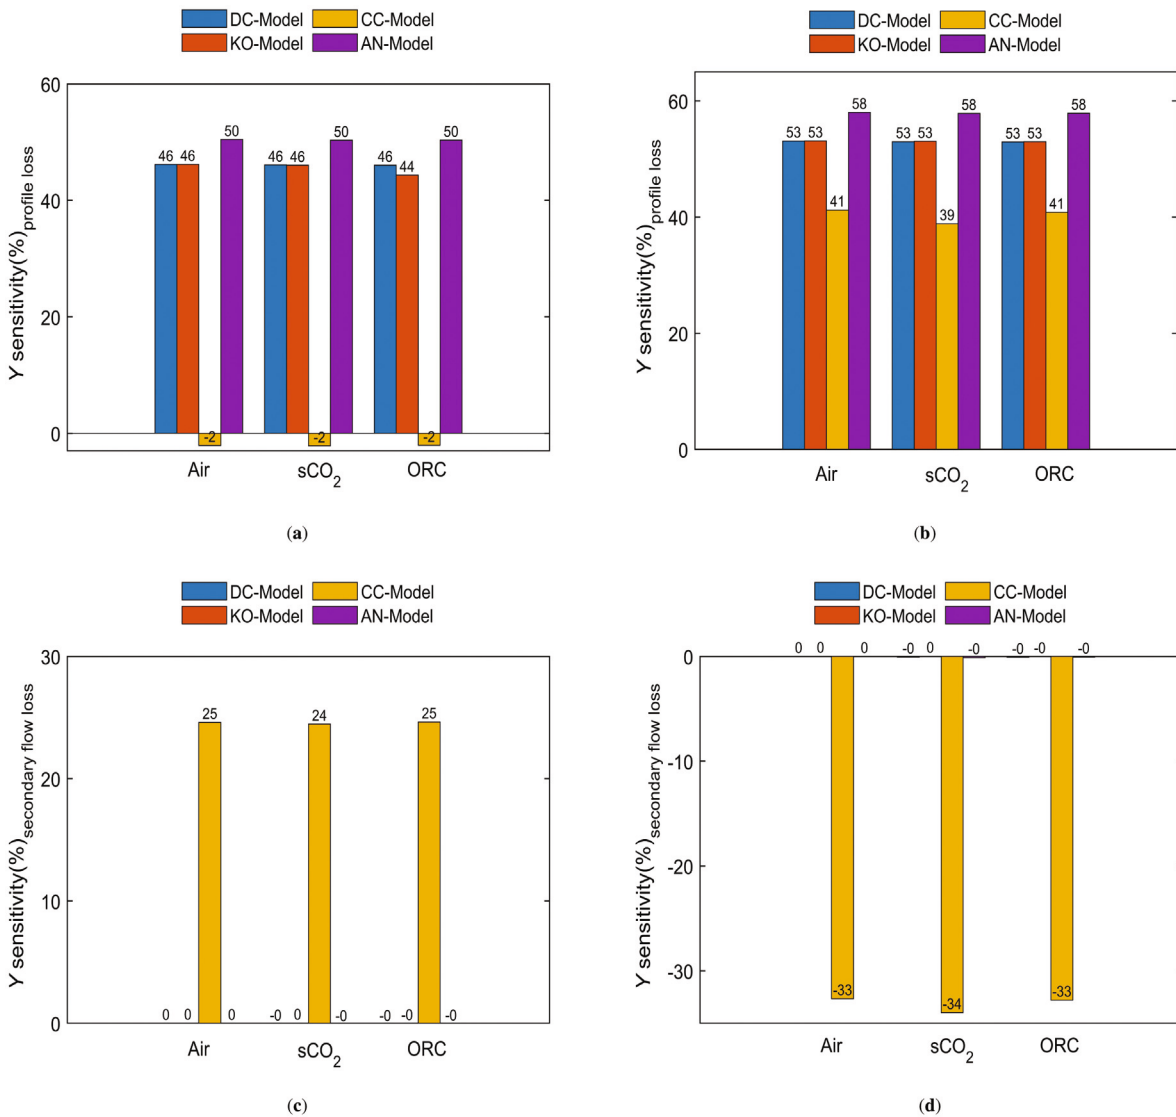 DC-Model CC-Model
KO-Model AN-Model
Y sensitivity(%)profile loss
60
40
20
0
46 46 -2 50
46 46 -2 50
46 44 -2 50
Air sCO2 ORC
(a)
DC-Model CC-Model
KO-Model AN-Model
Y sensitivity(%)profile loss
60
40
20
0
53 53 41 58
53 53 39 58
53 53 41 58
Air sCO2 ORC
(b)
DC-Model CC-Model
KO-Model AN-Model
Y sensitivity(%)secondary flow loss
30
20
10
0
0 0 25 0
-0 0 24 -0
-0 -0 25 -0
Air sCO2 ORC
(c)
DC-Model CC-Model
KO-Model AN-Model
Y sensitivity(%)secondary flow loss
0
-10
-20
-30
0 0 -33 0
-0 0 -34 -0
-0 -0 -33 -0
Air sCO2 ORC
(d)